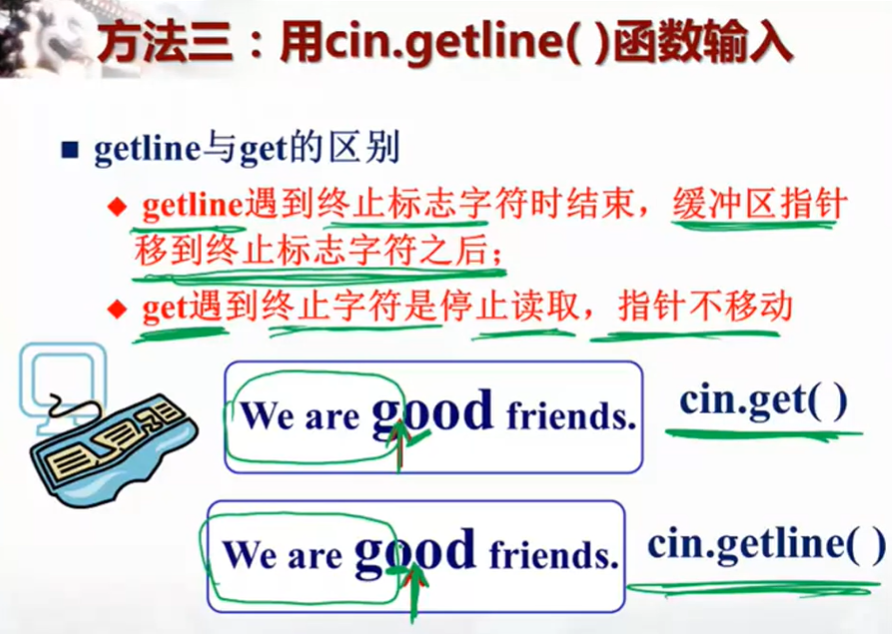 方法三：用cin.getline( )函数输入
getline与get的区别
getline遇到终止标志字符时结束，缓冲区指针
移到终止标志字符之后；
get遇到终止字符是停止读取，指针不移动
We are good friends.
cin.get( )
We are good friends.
cin.getline( )